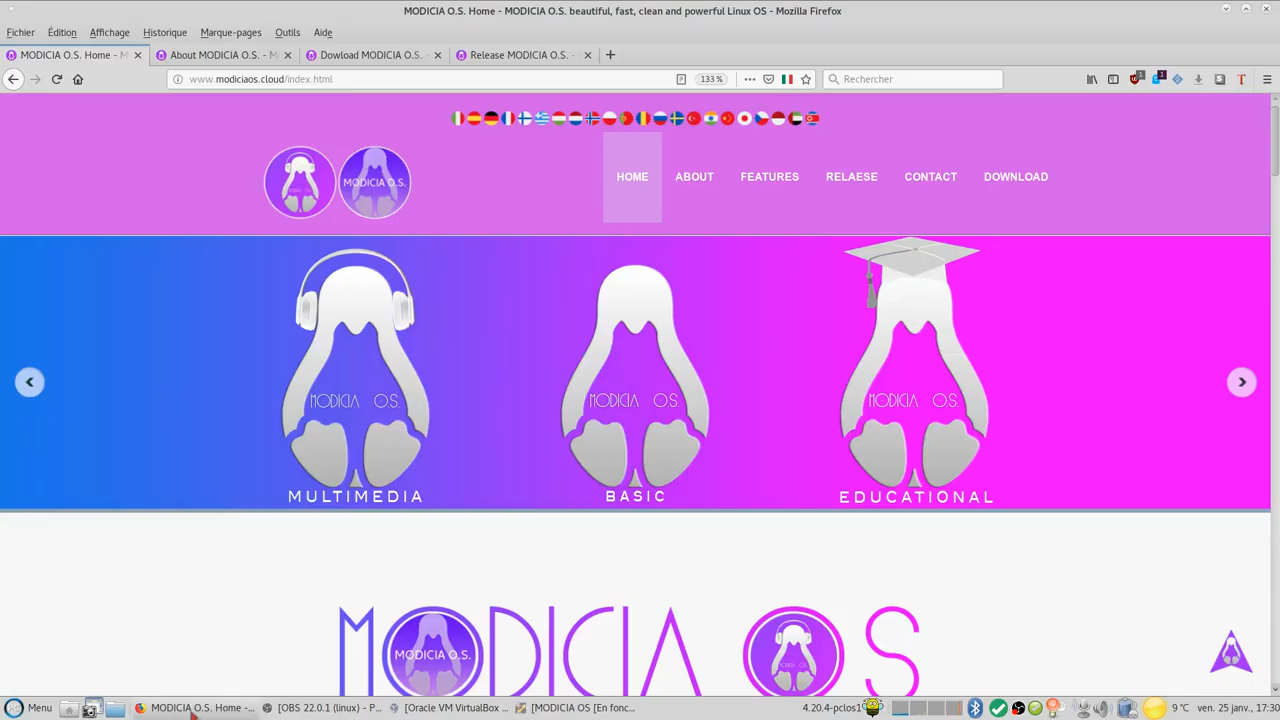 MODICIA O.S. Home - MODICIA O.S. beautiful, fast, clean and powerful Linux OS - Mozilla Firefox
Fichier Édition Affichage Historique Marque-pages Outils Aide
MODICIA O.S. Home - M About MODICIA O.S. - M Dowload MODICIA O.S. - Release MODICIA O.S. -
www.modiciaos.cloud/index.html 133 % Rechercher 1 1 S T
MODICIA O.S.
HOME ABOUT FEATURES RELAESE CONTACT DOWNLOAD
MODICIA O.S. MODICIA O.S. MODICIA O.S.
MULTIMEDIA BASIC EDUCATIONAL
MODICIA O S
MODICIA O.S.
Menu MODICIA O.S. Home -... [OBS 22.0.1 (linux) - P... [Oracle VM VirtualBox ... [MODICIA OS [En fonc... 4.20.4-pclos1 9 °C ven. 25 janv., 17:30